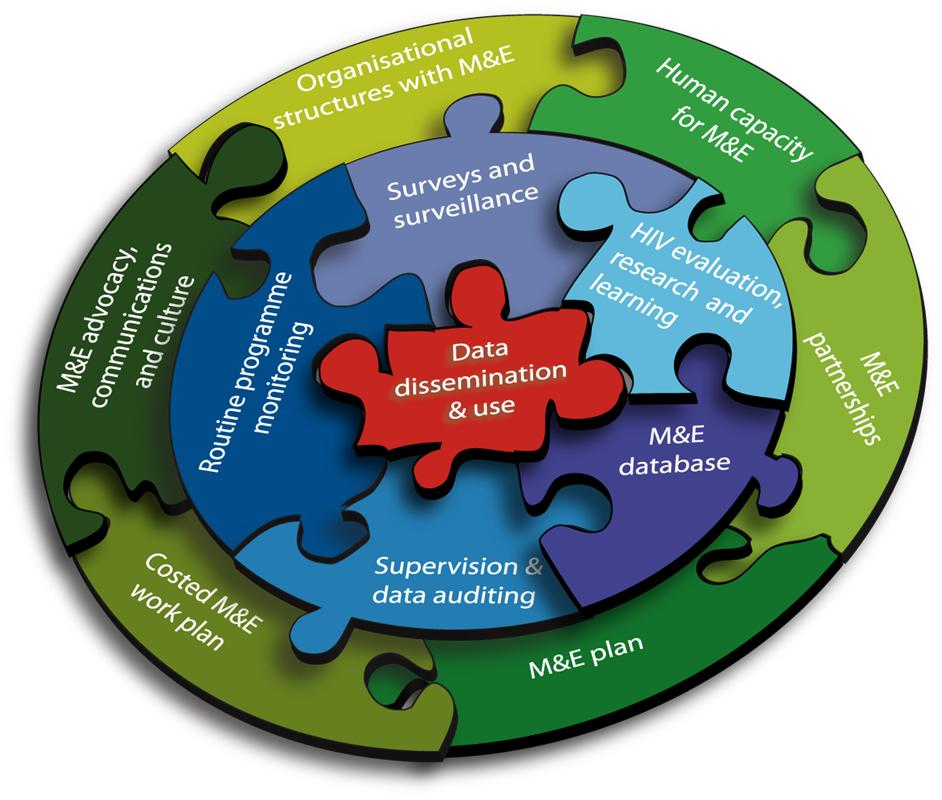 Organisational
structures with M&E
Human capacity
for M&E
M&E
partnerships
M&E plan
Costed M&E
work plan
M&E advocacy,
communications
and culture
Surveys and
surveillance
HIV evaluation,
research and
learning
M&E
database
Supervision &
data auditing
Routine programme
monitoring
Data
dissemination
& use